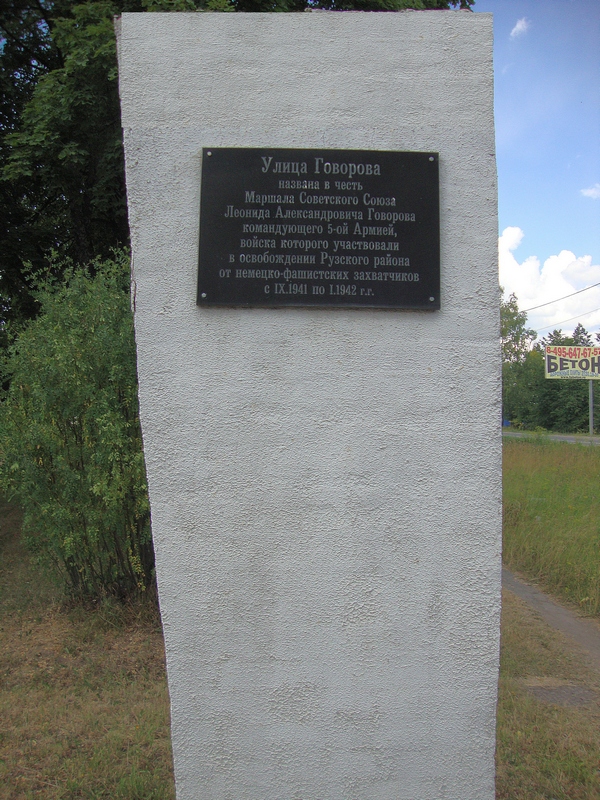 Улица Говорова
названа в честь
Маршала Советского Союза
Леонида Александровича Говорова
командующего 5-ой Армией,
войска которого участвовали
в освобождении Рузского района
от немецко-фашистских захватчиков
с IX.1941 по I.1942 г.г.
БЕТОН